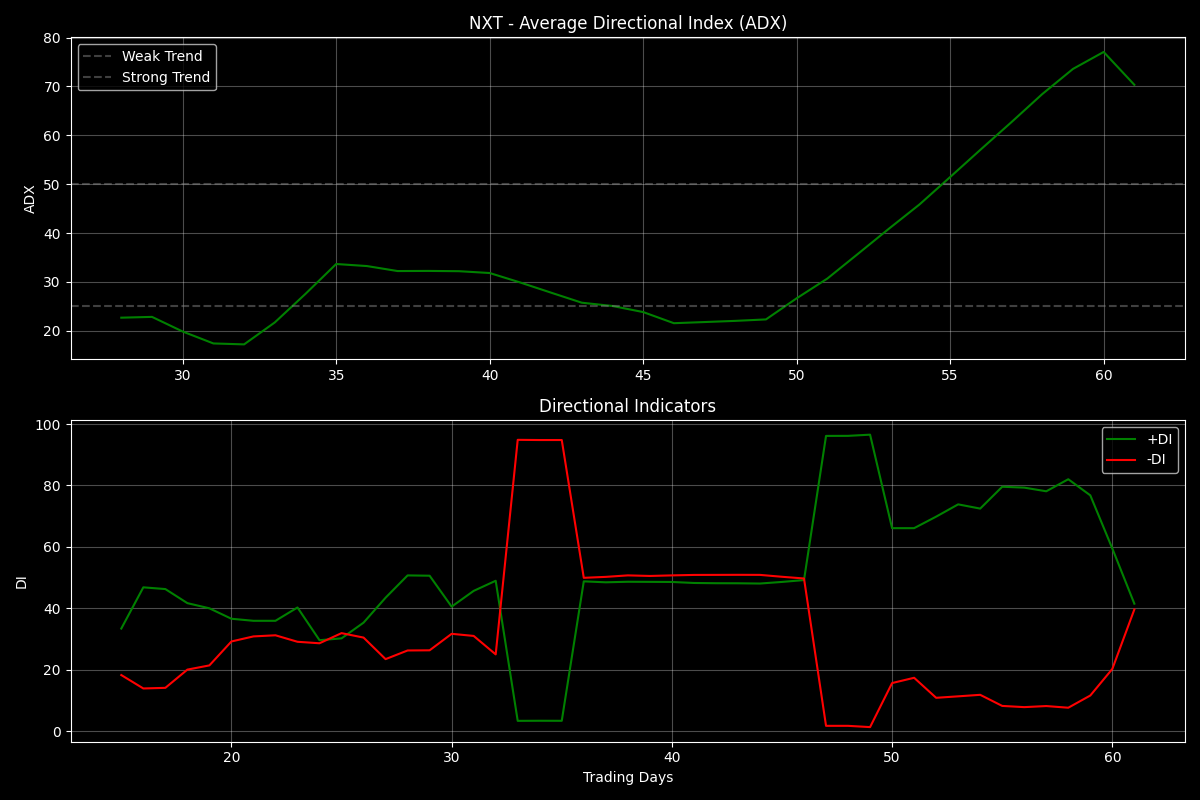 NXT - Average Directional Index (ADX)
Weak Trend
Strong Trend
80
70
60
50
40
30
20
ADX
30 35 40 45 50 55 60
Directional Indicators
+DI
-DI
100
80
60
40
20
0
DI
20 30 40 50 60
Trading Days